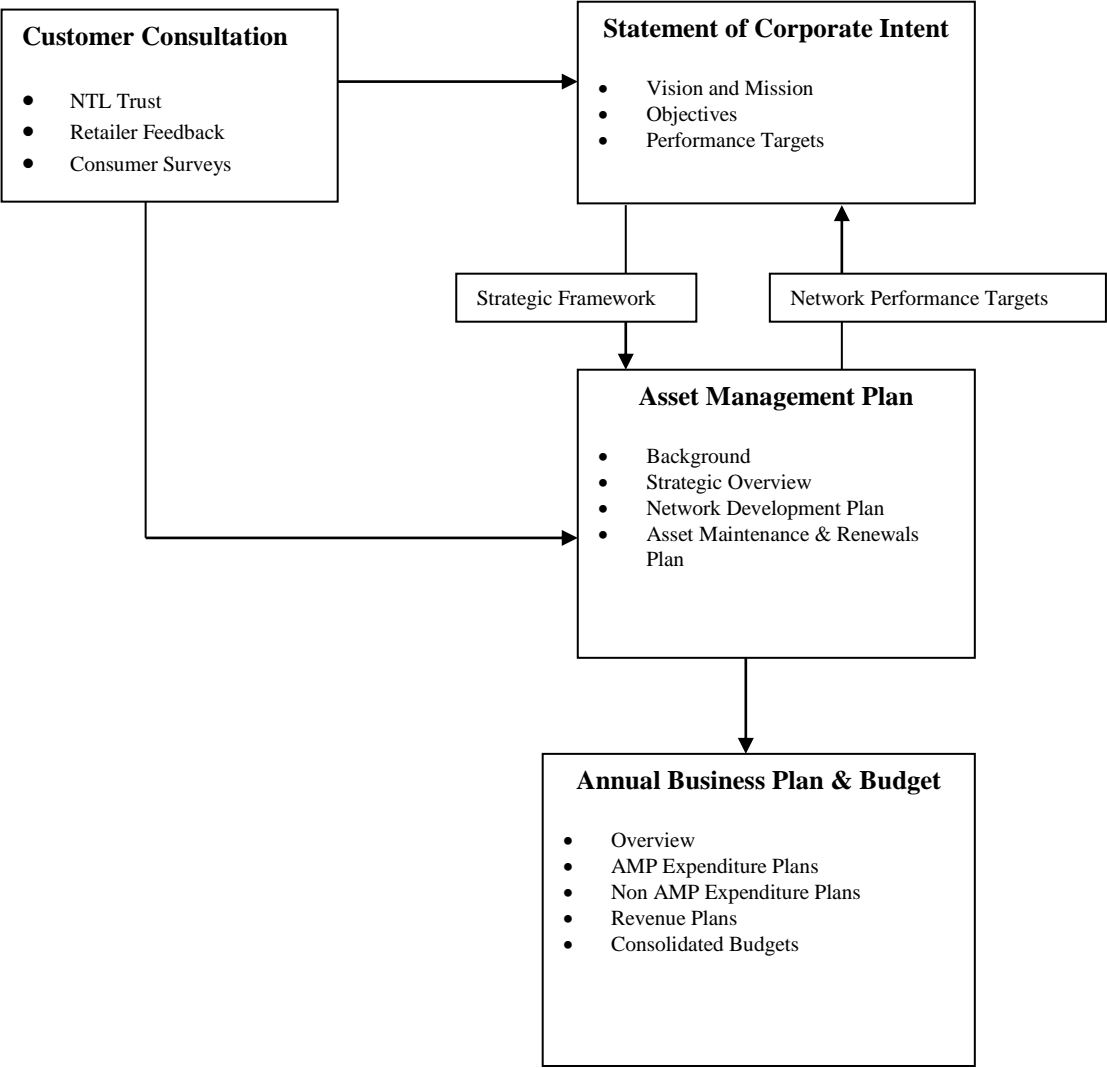 Customer Consultation
• NTL Trust
• Retailer Feedback
• Consumer Surveys
Statement of Corporate Intent
• Vision and Mission
• Objectives
• Performance Targets
Strategic Framework
Network Performance Targets
Asset Management Plan
• Background
• Strategic Overview
• Network Development Plan
• Asset Maintenance & Renewals
Plan
Annual Business Plan & Budget
• Overview
• AMP Expenditure Plans
• Non AMP Expenditure Plans
• Revenue Plans
• Consolidated Budgets